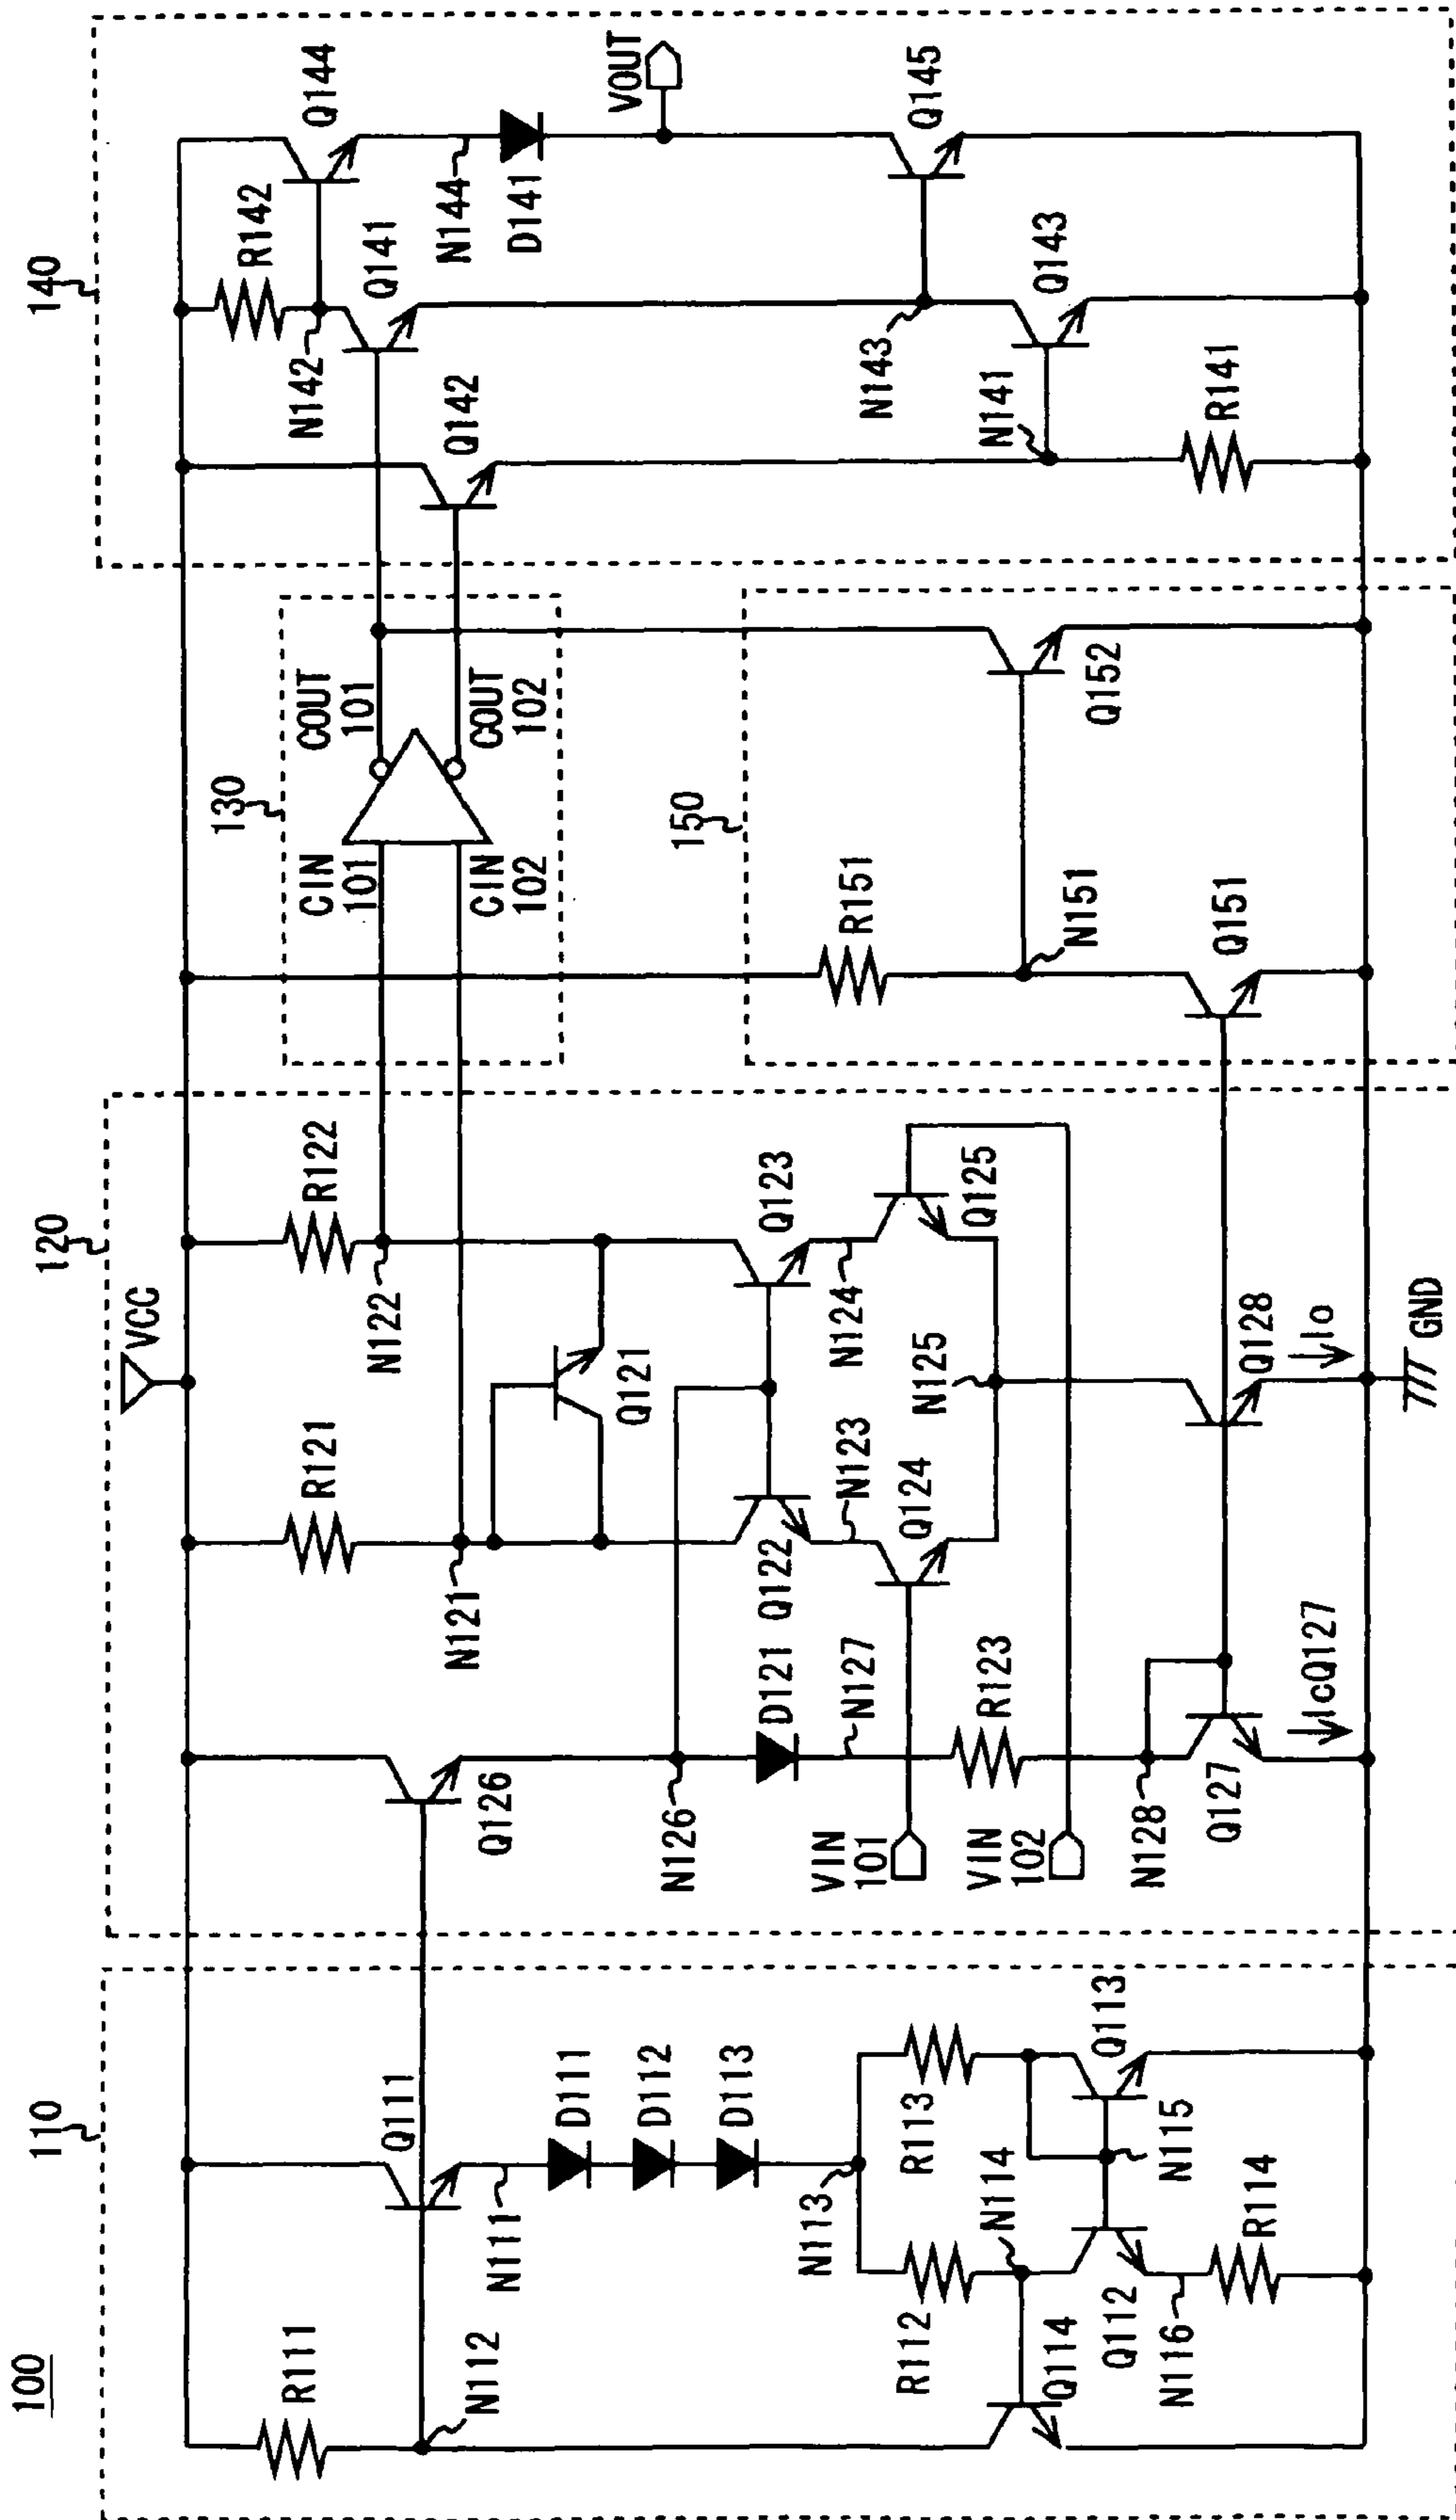 100
110
R111
N112
Q111
N111
D111
D112
D113
N113
R112
R113
N114
Q114
Q112
Q113
N115
N116
R114
120
VCC
R121
R122
N121
N122
Q121
Q126
N126
D121
N127
R123
Q122
Q123
N123
N124
Q124
Q125
N125
VIN
101
VIN
102
N128
Q127
IcQ127
Q128
Io
GND
130
CIN
101
CIN
102
COUT
101
COUT
102
150
R151
N151
Q151
Q152
140
R142
N142
Q141
Q142
Q144
N144
D141
VOUT
N143
Q145
N141
Q143
R141